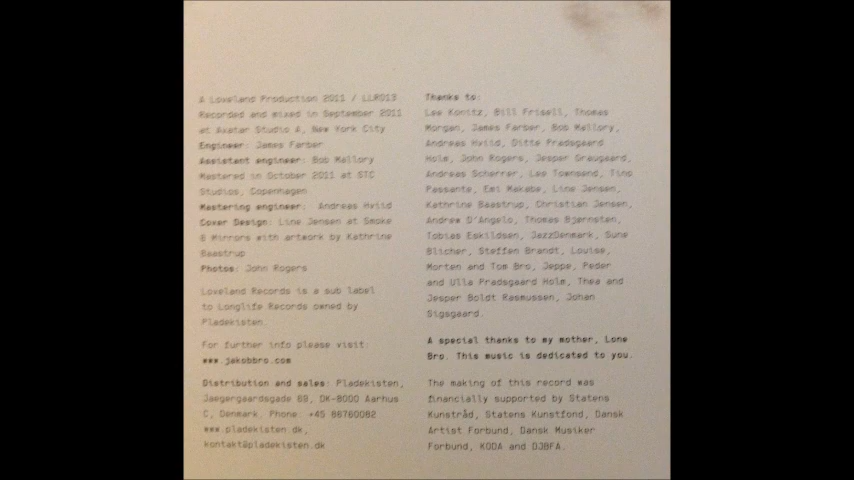 A Loveland Production 2011 / LLR013
Recorded and mixed in September 2011
at Avatar Studio A, New York City
Engineer: James Farber
Assistant engineer: Bob Mallory
Mastered in October 2011 at STC
Studios, Copenhagen
Mastering engineer: Andreas Hviid
Cover Design: Line Jensen at Smoke
& Mirrors with artwork by Kathrine
Baastrup
Photos: John Rogers
Loveland Records is a sub label
to Longlife Records owned by
Pladekisten.
For further info please visit:
www.jakobbro.com
Distribution and sales: Pladekisten,
Jaegergaardsgade 69, DK-8000 Aarhus
C, Denmark, Phone: +45 86760082
www.pladekisten.dk,
kontakt@pladekisten.dk
Thanks to:
Lee Konitz, Bill Frisell, Thomas
Morgan, James Farber, Bob Mallory,
Andreas Hviid, Ditte Prædsgaard
Holm, John Rogers, Jesper Graugaard,
Andreas Scherrer, Lee Townsend, Tino
Passante, Emi Makabe, Line Jensen,
Kathrine Baastrup, Christian Jensen,
Andrew D'Angelo, Thomas Bjørnsten,
Tobias Eskildsen, JazzDenmark, Sune
Blicher, Steffen Brandt, Louise,
Morten and Tom Bro, Jeppe, Peder
and Ulla Prædsgaard Holm, Thea and
Jesper Boldt Rasmussen, Johan
Sigsgaard.
A special thanks to my mother, Lone
Bro. This music is dedicated to you.
The making of this record was
financially supported by Statens
Kunstråd, Statens Kunstfond, Dansk
Artist Forbund, Dansk Musiker
Forbund, KODA and DJBFA.